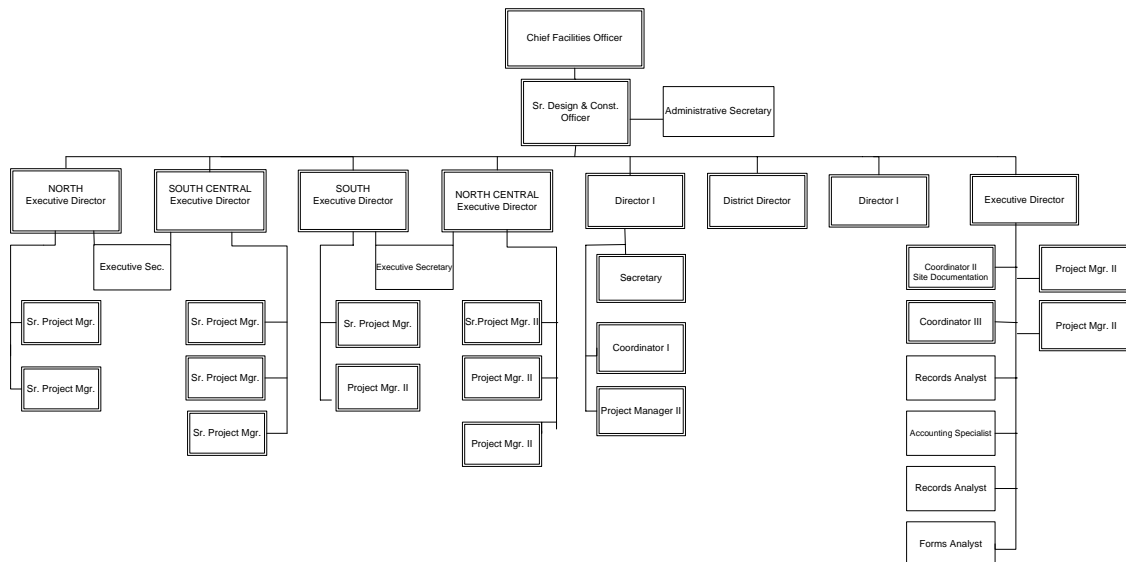 Chief Facilities Officer
Sr. Design & Const.
Officer
Administrative Secretary
NORTH
Executive Director
SOUTH CENTRAL
Executive Director
SOUTH
Executive Director
NORTH CENTRAL
Executive Director
Director I
District Director
Director I
Executive Director
Executive Sec.
Executive Secretary
Secretary
Coordinator II
Site Documentation
Project Mgr. II
Sr. Project Mgr.
Sr. Project Mgr.
Sr. Project Mgr.
Sr.Project Mgr. II
Coordinator I
Coordinator III
Project Mgr. II
Sr. Project Mgr.
Sr. Project Mgr.
Project Mgr. II
Project Mgr. II
Project Manager II
Records Analyst
Sr. Project Mgr.
Project Mgr. II
Accounting Specialist
Records Analyst
Forms Analyst